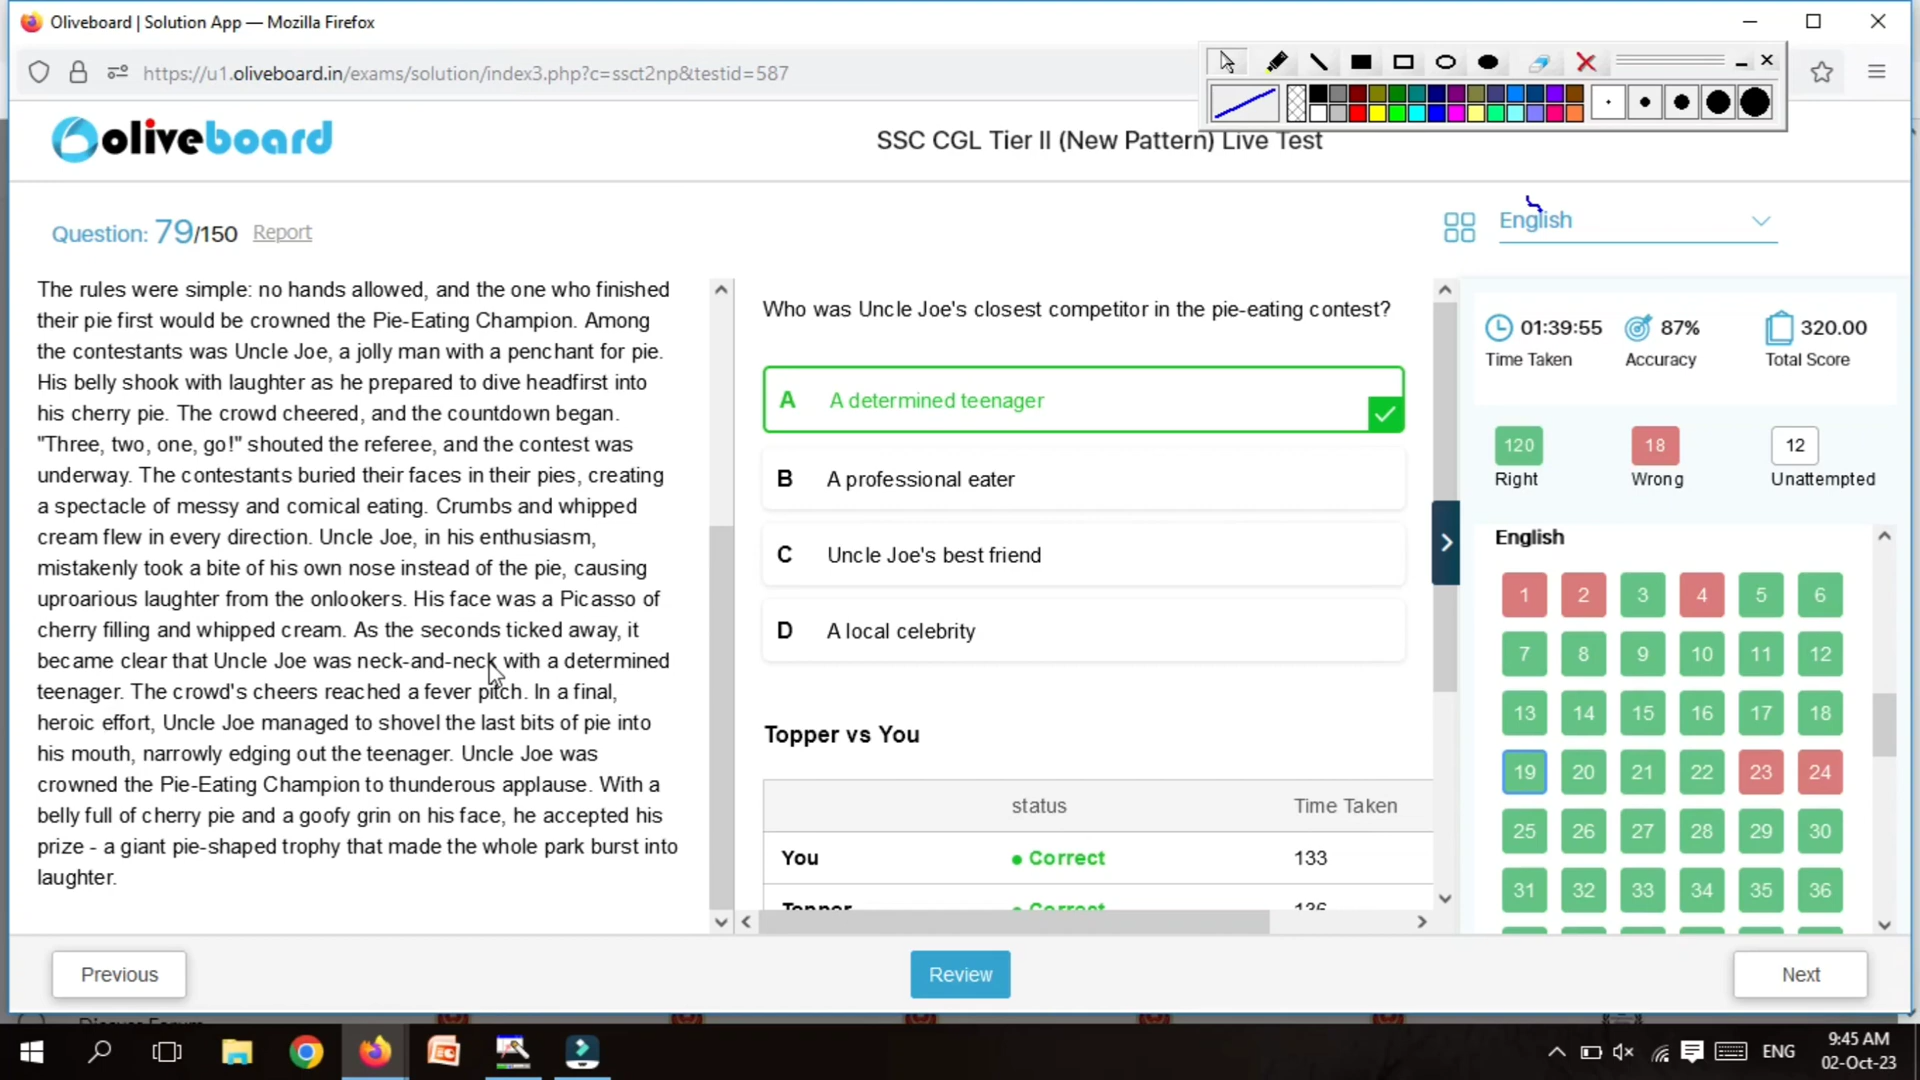 Oliveboard | Solution App — Mozilla Firefox
https://u1.oliveboard.in/exams/solution/index3.php?c=ssct2np&testid=587
oliveboard
SSC CGL Tier II (New Pattern) Live Test
Question: 79/150 Report
English
The rules were simple: no hands allowed, and the one who finished
their pie first would be crowned the Pie-Eating Champion. Among
the contestants was Uncle Joe, a jolly man with a penchant for pie.
His belly shook with laughter as he prepared to dive headfirst into
his cherry pie. The crowd cheered, and the countdown began.
"Three, two, one, go!" shouted the referee, and the contest was
underway. The contestants buried their faces in their pies, creating
a spectacle of messy and comical eating. Crumbs and whipped
cream flew in every direction. Uncle Joe, in his enthusiasm,
mistakenly took a bite of his own nose instead of the pie, causing
uproarious laughter from the onlookers. His face was a Picasso of
cherry filling and whipped cream. As the seconds ticked away, it
became clear that Uncle Joe was neck-and-neck with a determined
teenager. The crowd's cheers reached a fever pitch. In a final,
heroic effort, Uncle Joe managed to shovel the last bits of pie into
his mouth, narrowly edging out the teenager. Uncle Joe was
crowned the Pie-Eating Champion to thunderous applause. With a
belly full of cherry pie and a goofy grin on his face, he accepted his
prize - a giant pie-shaped trophy that made the whole park burst into
laughter.
Who was Uncle Joe's closest competitor in the pie-eating contest?
A A determined teenager
B A professional eater
C Uncle Joe's best friend
D A local celebrity
Topper vs You
status Time Taken
You Correct 133
Topper Correct 136
01:39:55 87% 320.00
Time Taken Accuracy Total Score
120 18 12
Right Wrong Unattempted
English
1 2 3 4 5 6
7 8 9 10 11 12
13 14 15 16 17 18
19 20 21 22 23 24
25 26 27 28 29 30
31 32 33 34 35 36
Previous Review Next
Discuss Forum
ENG
9:45 AM
02-Oct-23